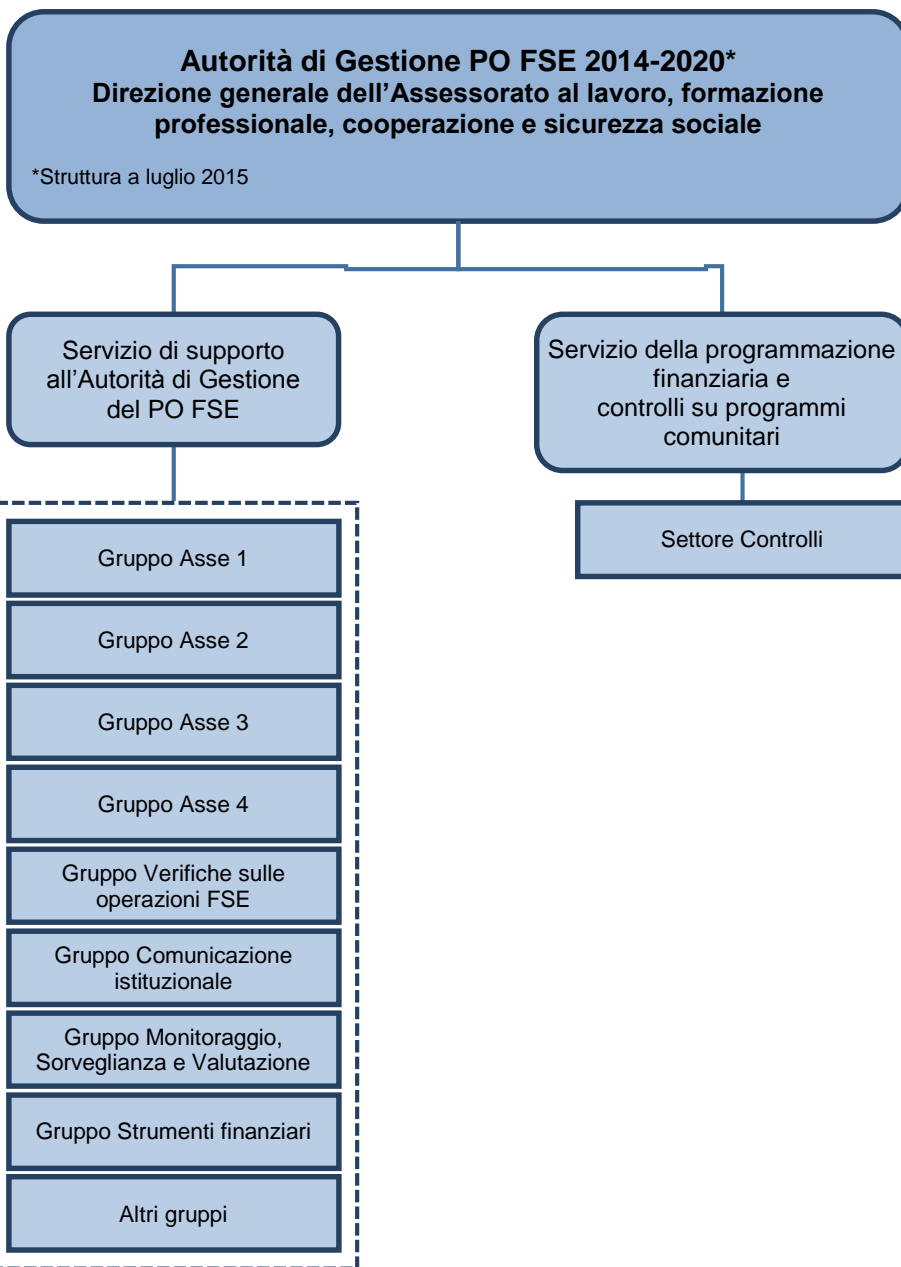 Autorità di Gestione PO FSE 2014-2020*
Direzione generale dell'Assessorato al lavoro, formazione
professionale, cooperazione e sicurezza sociale
*Struttura a luglio 2015
Servizio di supporto
all'Autorità di Gestione
del PO FSE
Servizio della programmazione
finanziaria e
controlli su programmi
comunitari
Gruppo Asse 1
Gruppo Asse 2
Gruppo Asse 3
Gruppo Asse 4
Gruppo Verifiche sulle
operazioni FSE
Gruppo Comunicazione
istituzionale
Gruppo Monitoraggio,
Sorveglianza e Valutazione
Gruppo Strumenti finanziari
Altri gruppi
Settore Controlli